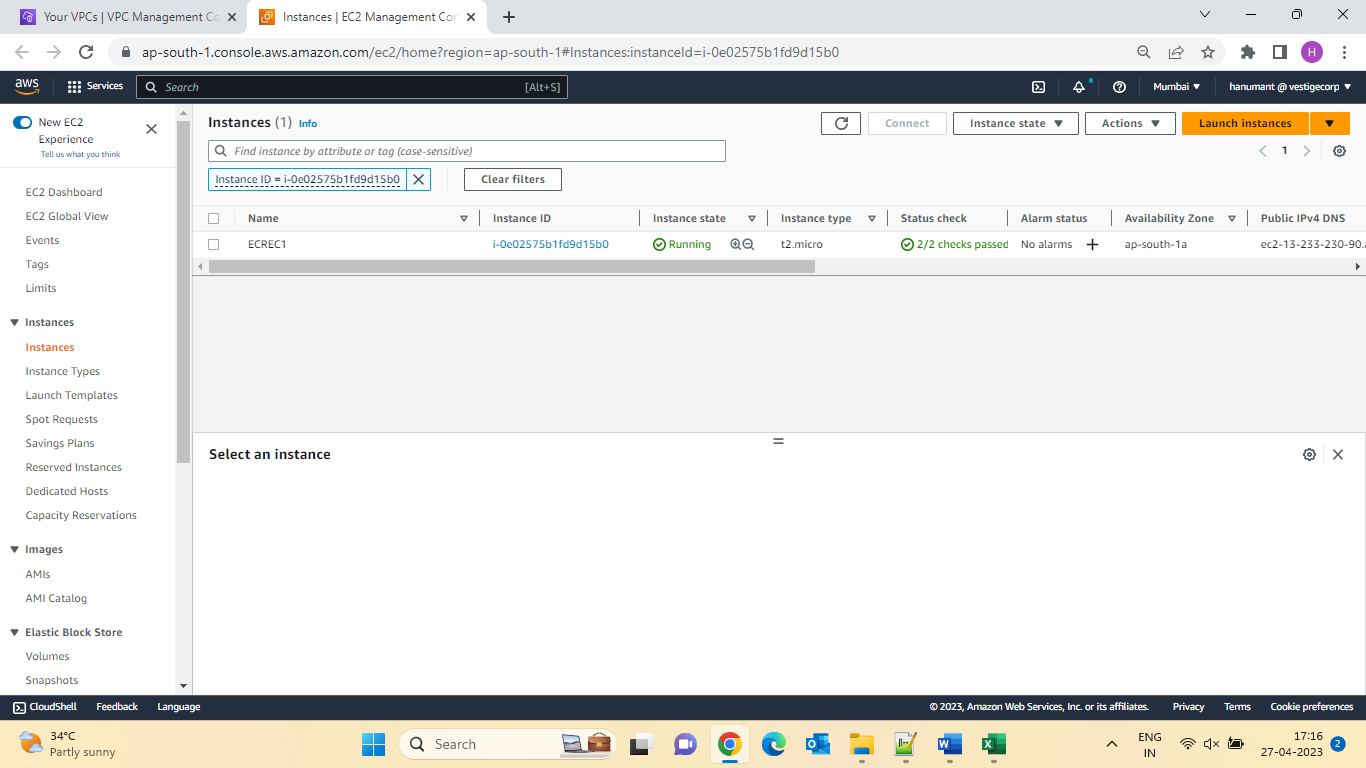 Your VPCs | VPC Management Co
Instances | EC2 Management Con
ap-south-1.console.aws.amazon.com/ec2/home?region=ap-south-1#Instances:instanceId=i-0e02575b1fd9d15b0
H
aws
Services
Search
[Alt+S]
Mumbai
hanumant @ vestigecorp
New EC2
Experience
Tell us what you think
EC2 Dashboard
EC2 Global View
Events
Tags
Limits
Instances
Instances
Instance Types
Launch Templates
Spot Requests
Savings Plans
Reserved Instances
Dedicated Hosts
Capacity Reservations
Images
AMIs
AMI Catalog
Elastic Block Store
Volumes
Snapshots
Instances (1) Info
Connect
Instance state
Actions
Launch instances
Find instance by attribute or tag (case-sensitive)
1
Instance ID = i-0e02575b1fd9d15b0
Clear filters
Name Instance ID Instance state Instance type Status check Alarm status Availability Zone Public IPv4 DNS
ECREC1 i-0e02575b1fd9d15b0 Running t2.micro 2/2 checks passed No alarms + ap-south-1a ec2-13-233-230-90.a
Select an instance
CloudShell Feedback Language
© 2023, Amazon Web Services, Inc. or its affiliates. Privacy Terms Cookie preferences
34°C
Partly sunny
Search
ENG
IN
17:16
27-04-2023
2